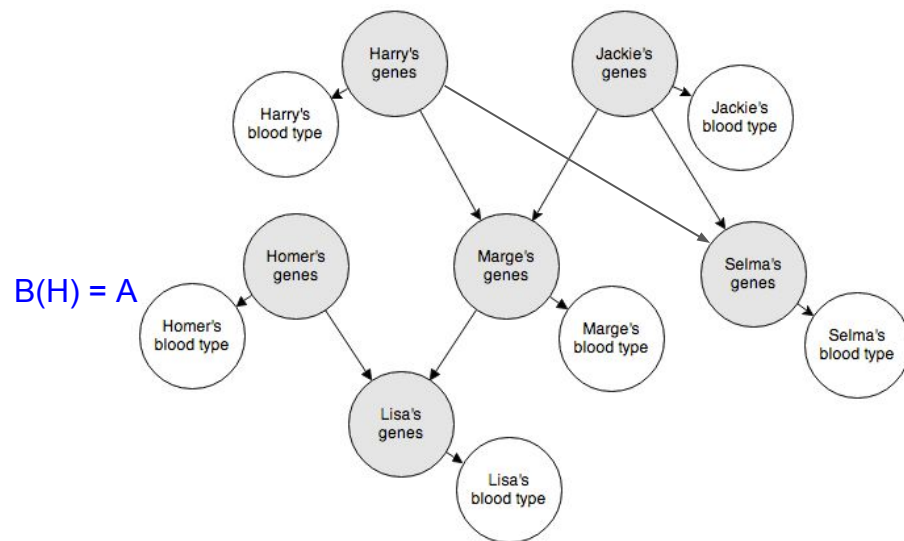 Harry's
genes
Jackie's
genes
Harry's
blood type
Jackie's
blood type
Homer's
genes
Marge's
genes
Selma's
genes
B(H) = A
Homer's
blood type
Marge's
blood type
Selma's
blood type
Lisa's
genes
Lisa's
blood type